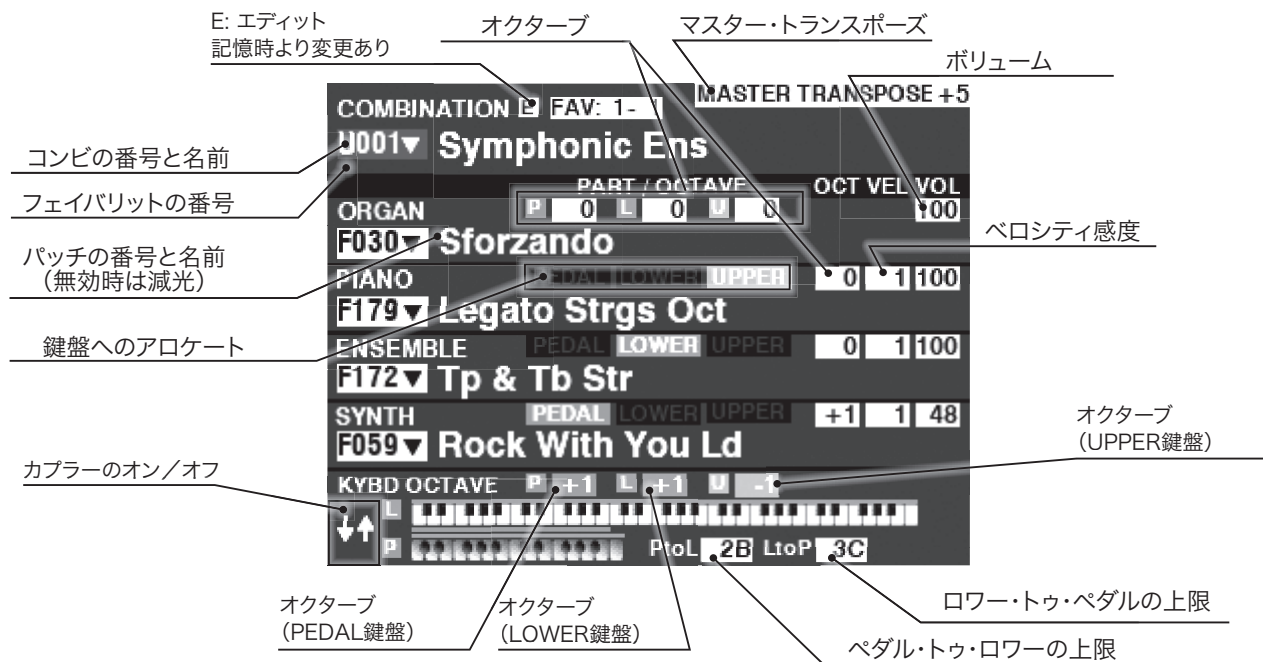 E: エディット
記憶時より変更あり
オクターブ
マスター・トランスポーズ
ボリューム
MASTER TRANSPOSE +5
COMBINATION E FAV: 1- 1
コンビの番号と名前
U001▼ Symphonic Ens
フェイバリットの番号
PART / OCTAVE OCT VEL VOL
ORGAN P 0 L 0 U 0 100
ベロシティ感度
パッチの番号と名前
(無効時は減光)
F030▼ Sforzando
PIANO PEDAL LOWER UPPER 0 1 100
F179▼ Legato Strgs Oct
鍵盤へのアロケート
ENSEMBLE PEDAL LOWER UPPER 0 1 100
F172▼ Tp & Tb Str
SYNTH PEDAL LOWER UPPER +1 1 48
F059▼ Rock With You Ld
オクターブ
(UPPER鍵盤)
カプラーのオン/オフ
KYBD OCTAVE P +1 L +1 U -1
L
↓↑
P PtoL 2B LtoP 3C
オクターブ
(PEDAL鍵盤)
オクターブ
(LOWER鍵盤)
ロワー・トゥ・ペダルの上限
ペダル・トゥ・ロワーの上限